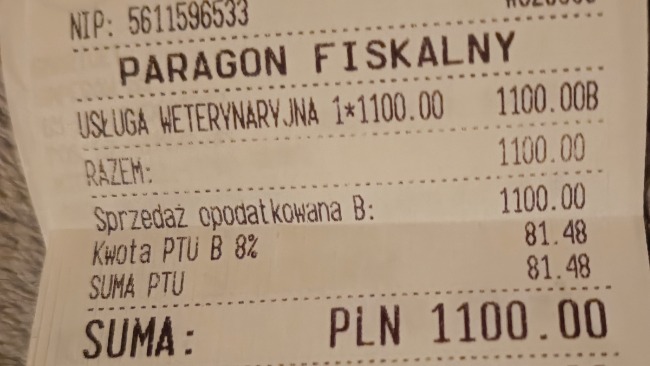 NIP: 5611596533
PARAGON FISKALNY
USŁUGA WETERYNARYJNA 1*1100.00 1100.00B
RAZEM: 1100.00
Sprzedaż opodatkowana B: 1100.00
Kwota PTU B 8% 81.48
SUMA PTU 81.48
SUMA: PLN 1100.00